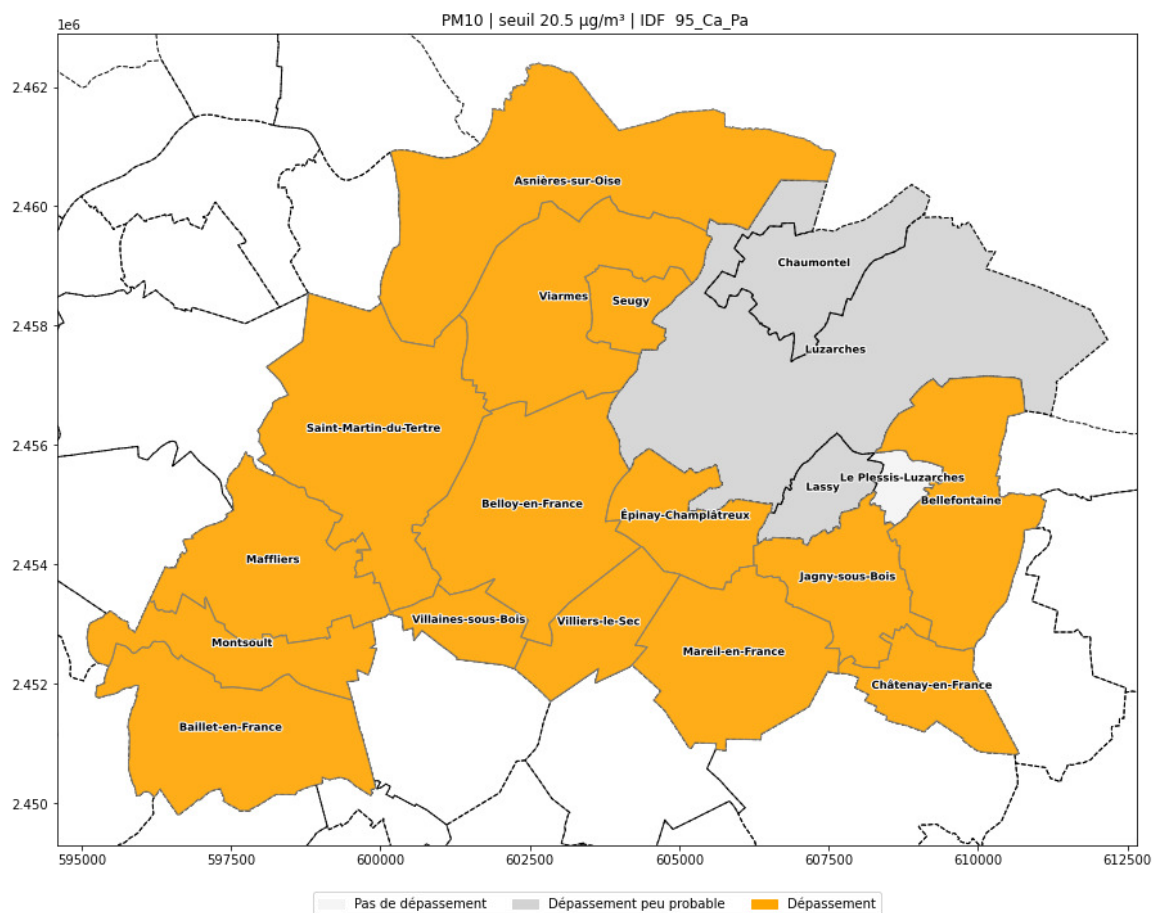 PM10 | seuil 20.5 µg/m³ | IDF  95_Ca_Pa
1e6
2.462
2.460
2.458
2.456
2.454
2.452
2.450
Asnières-sur-Oise
Chaumontel
Viarmes
Seugy
Luzarches
Saint-Martin-du-Tertre
Le Plessis-Luzarches
Lassy
Belloy-en-France
Bellefontaine
Épinay-Champlâtreux
Maffliers
Jagny-sous-Bois
Villaines-sous-Bois
Villiers-le-Sec
Montsoult
Mareil-en-France
Châtenay-en-France
Baillet-en-France
595000 597500 600000 602500 605000 607500 610000 612500
Pas de dépassement Dépassement peu probable Dépassement